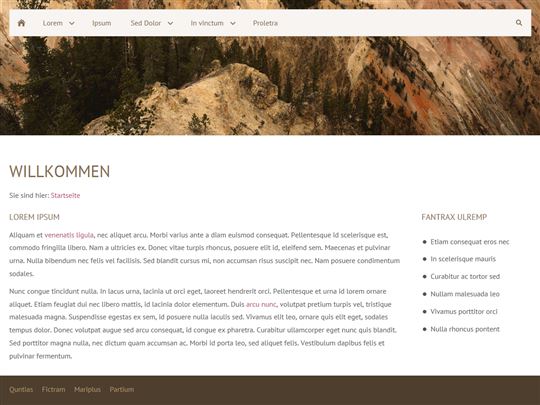 Lorem Ipsum Sed Dolor In vinctum Proletra
WILLKOMMEN
Sie sind hier: Startseite
LOREM IPSUM
Aliquam et venenatis ligula, nec aliquet arcu. Morbi varius ante a diam euismod consequat. Pellentesque id scelerisque est,
commodo fringilla libero. Nam a ultricies ex. Donec vitae turpis rhoncus, posuere elit id, eleifend sem. Maecenas et pulvinar
urna. Nulla bibendum nec felis vel facilisis. Sed blandit cursus mi, non accumsan risus suscipit nec. Nam posuere condimentum
sodales.
Nunc congue tincidunt nulla. In lacus urna, lacinia ut orci eget, laoreet hendrerit orci. Pellentesque et urna id lorem ornare
aliquet. Etiam feugiat dui nec libero mattis, id lacinia dolor elementum. Duis arcu nunc, volutpat pretium turpis vel, tristique
malesuada magna. Suspendisse egestas ex sem, id posuere nulla iaculis sed. Vivamus elit leo, ornare quis elit eget, sodales
tempus dolor. Donec volutpat augue sed arcu consequat, id congue ex pharetra. Curabitur ullamcorper eget nunc quis blandit.
Sed porttitor magna nulla, nec dictum quam accumsan ac. Morbi id porta leo, sed aliquet felis. Vestibulum dapibus felis et
pulvinar fermentum.
FANTRAX ULREMP
Etiam consequat eros nec
In scelerisque mauris
Curabitur ac tortor sed
Nullam malesuada leo
Vivamus porttitor orci
Nulla rhoncus pontent
Quntias Fictram Mariplus Partium